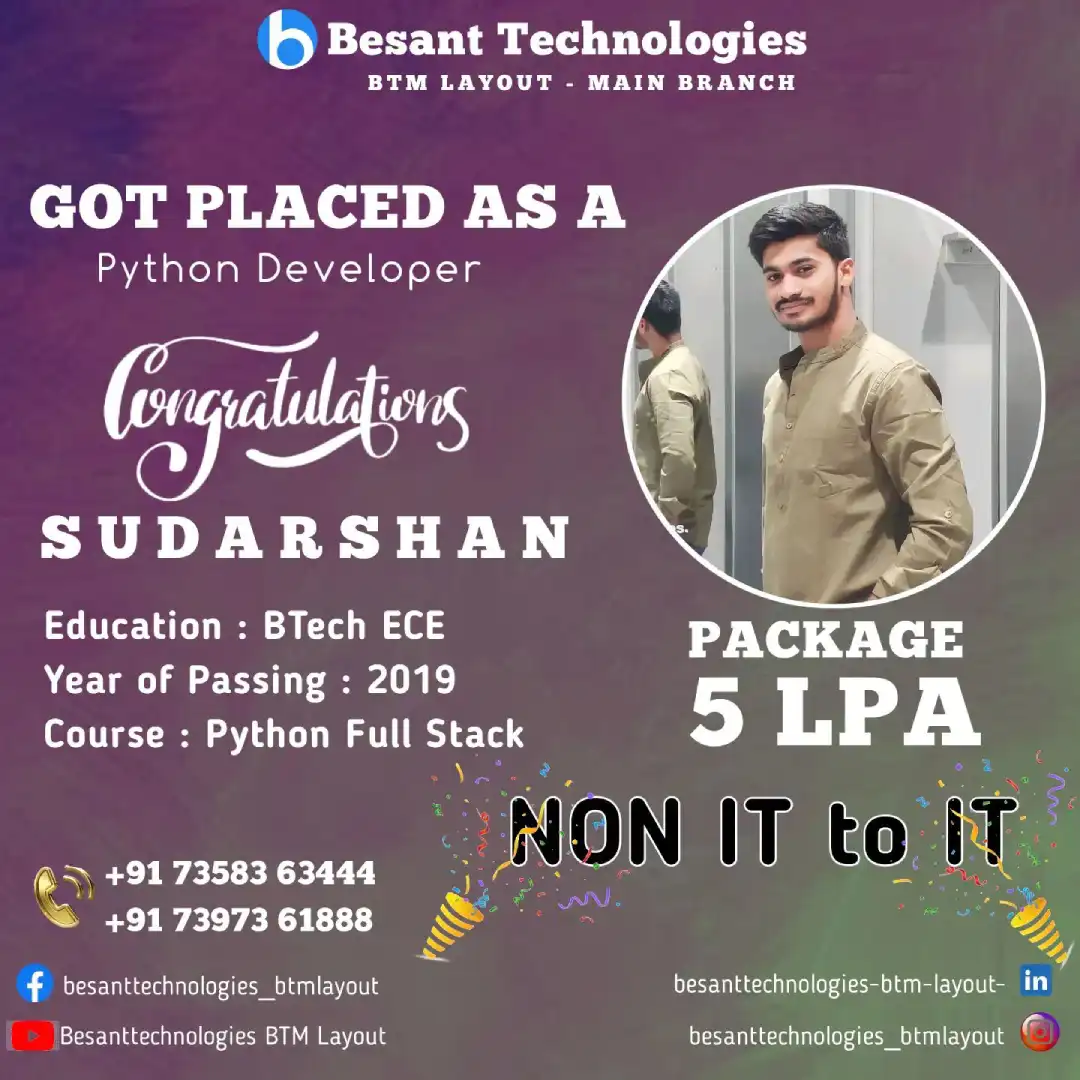 Besant Technologies
BTM LAYOUT - MAIN BRANCH
GOT PLACED AS A
Python Developer
Congratulations
SUDARSHAN
Education : BTech ECE
Year of Passing : 2019
Course : Python Full Stack
PACKAGE
5 LPA
NON IT to IT
+91 73583 63444
+91 73973 61888
besanttechnologies_btmlayout
besanttechnologies-btm-layout-
Besanttechnologies BTM Layout
besanttechnologies_btmlayout